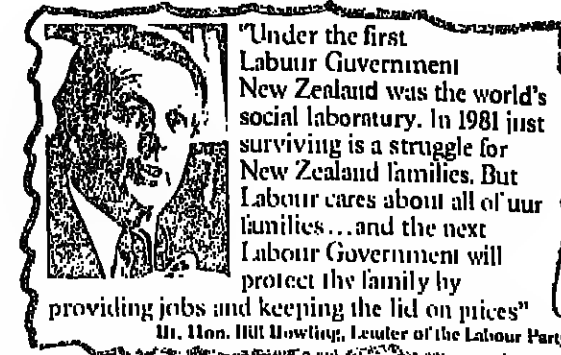 "Under the first
Labour Government
New Zealand was the world's
social laboratory. In 1981 just
surviving is a struggle for
New Zealand families. But
Labour cares about all of our
families...and the next
Labour Government will
protect the family by
providing jobs and keeping the lid on prices"
Hon. Bill Rowling, Leader of the Labour Party